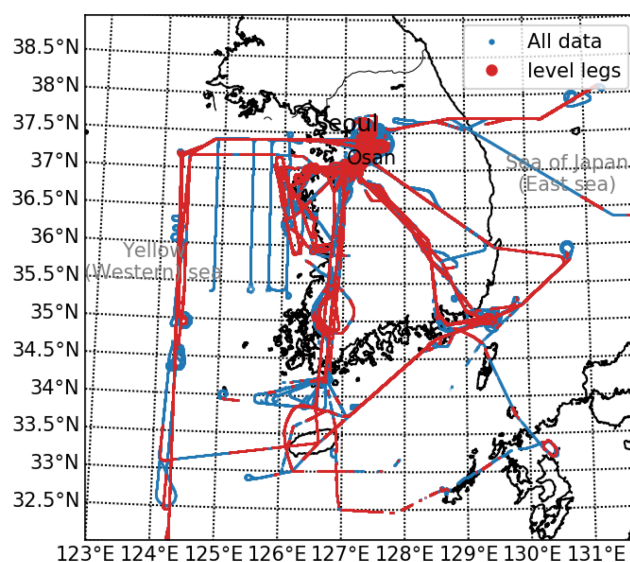 38.5°N
38°N
37.5°N
37°N
36.5°N
36°N
35.5°N
35°N
34.5°N
34°N
33.5°N
33°N
32.5°N
All data
level legs
Seoul
Osan
Sea of Japan
(East sea)
Yellow
(Western) sea
123°E 124°E 125°E 126°E 127°E 128°E 129°E 130°E 131°E